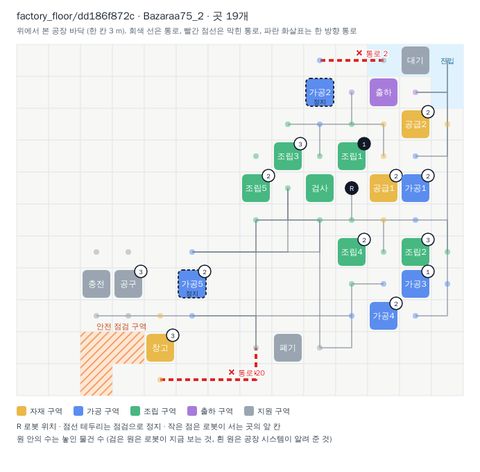 factory_floor/dd186f872c · Bazaraa75_2 · 곳 19개
위에서 본 공장 바닥 (한 칸 3 m). 회색 선은 통로, 빨간 점선은 막힌 통로, 파란 화살표는 한 방향 통로
× 통로 2
대기
가공2
정지
출하
공급2
2
조립3
3
조립1
1
조립5
2
검사
R
공급1
2
가공1
2
조립4
2
조립2
3
충전
공구
3
가공5
2
정지
가공3
1
가공4
2
안전 점검 구역
창고
3
폐기
× 통로 20
자재 구역
가공 구역
조립 구역
출하 구역
지원 구역
R 로봇 위치 · 점선 테두리는 점검으로 정지 · 작은 점은 로봇이 서는 곳의 앞 칸
원 안의 수는 놓인 물건 수 (검은 원은 로봇이 지금 보는 것, 흰 원은 공장 시스템이 알려 준 것)